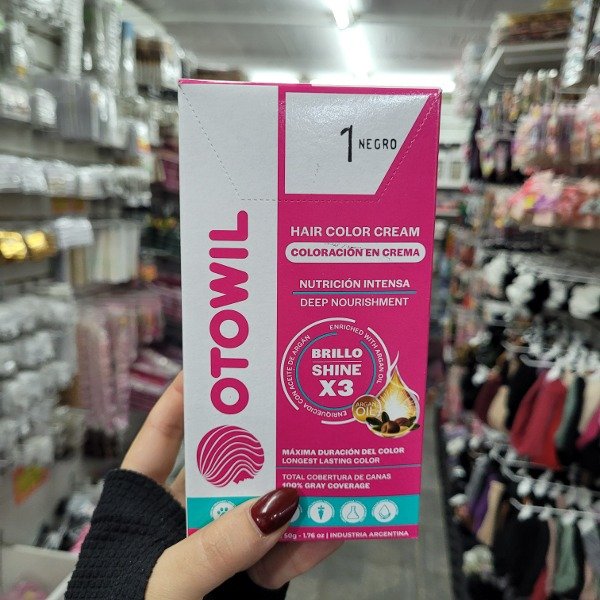 1 NEGRO
OTOWIL
HAIR COLOR CREAM
COLORACIÓN EN CREMA
NUTRICIÓN INTENSA
DEEP NOURISHMENT
ENRICHED WITH ARGAN OIL
BRILLO
SHINE
X3
ENRIQUECIDA CON ACEITE DE ARGÁN
ARGAN
OIL
MÁXIMA DURACIÓN DEL COLOR
LONGEST LASTING COLOR
TOTAL COBERTURA DE CANAS
100% GRAY COVERAGE
50g - 1.76 oz | INDUSTRIA ARGENTINA